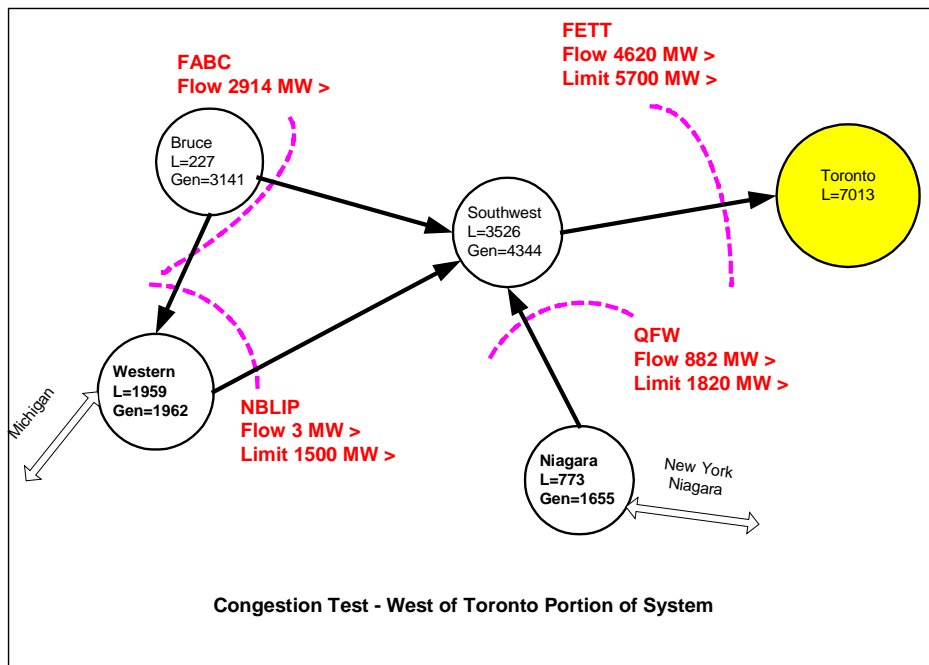 FABC
Flow 2914 MW >
FETT
Flow 4620 MW >
Limit 5700 MW >
Bruce
L=227
Gen=3141
Toronto
L=7013
Southwest
L=3526
Gen=4344
QFW
Flow 882 MW >
Limit 1820 MW >
Western
L=1959
Gen=1962
Michigan
NBLIP
Flow 3 MW >
Limit 1500 MW >
Niagara
L=773
Gen=1655
New York
Niagara
Congestion Test - West of Toronto Portion of System